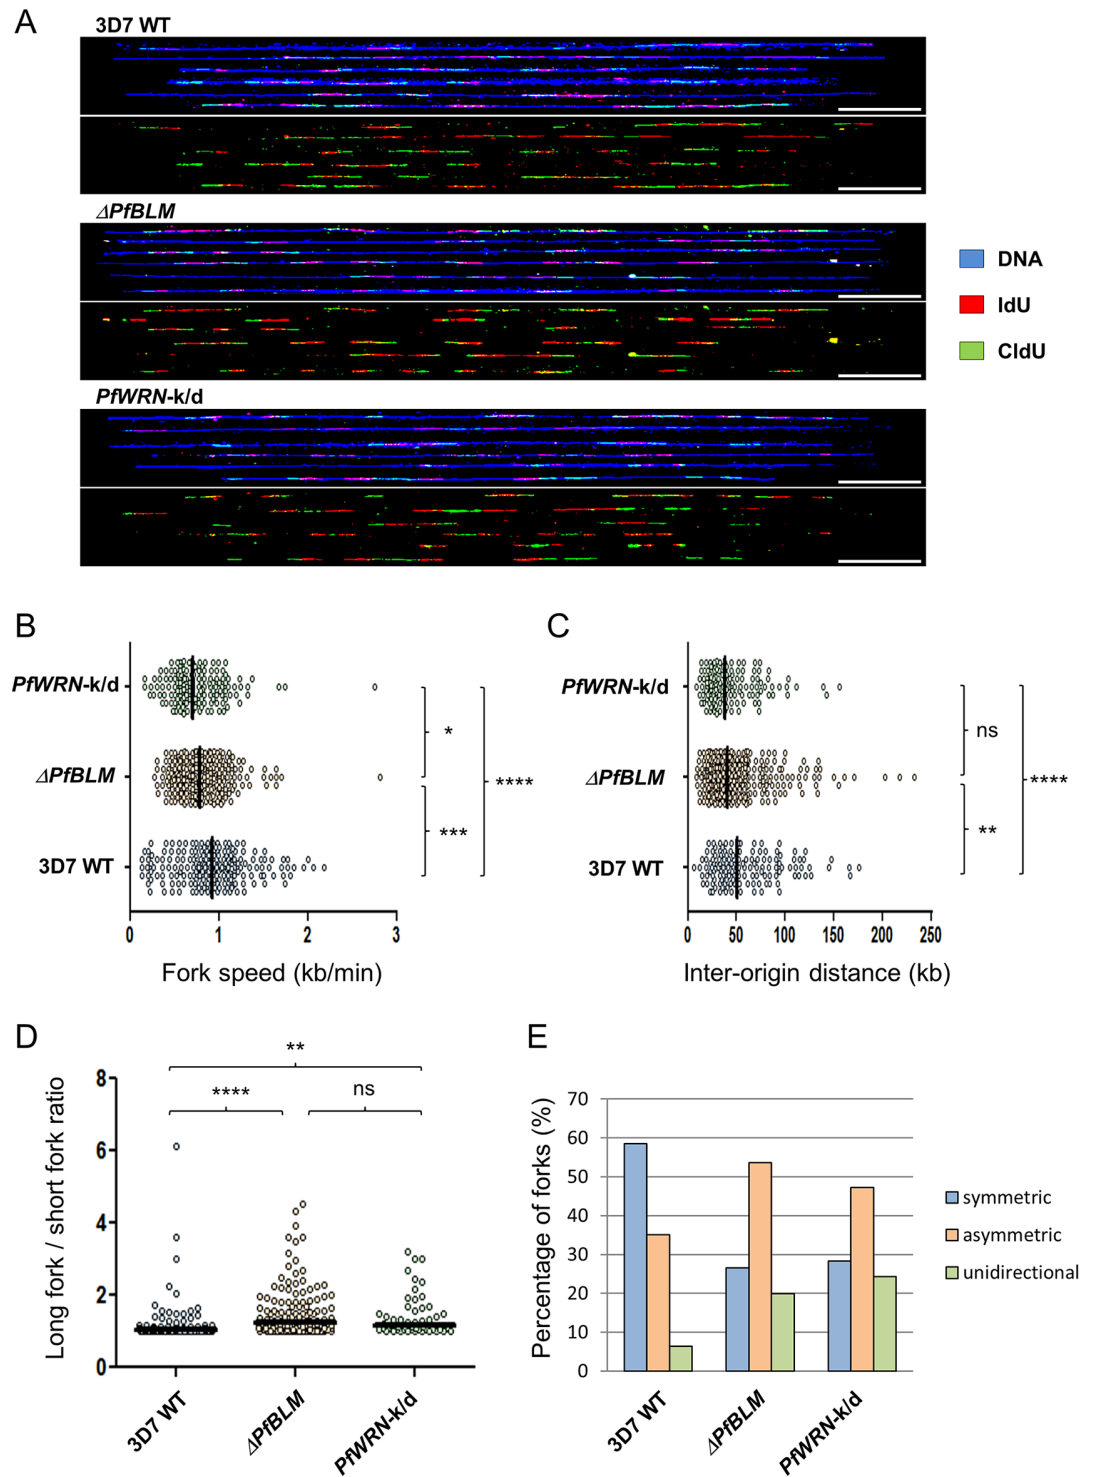 A
3D7 WT
ΔPfBLM
PfWRN-k/d
DNA
IdU
CldU
B
PfWRN-k/d
ΔPfBLM
3D7 WT
*
***
****
0 1 2 3
Fork speed (kb/min)
C
PfWRN-k/d
ΔPfBLM
3D7 WT
ns
**
****
0 50 100 150 200 250
Inter-origin distance (kb)
D
Long fork / short fork ratio
8
6
4
2
0
**
****
ns
3D7 WT
ΔPfBLM
PfWRN-k/d
E
Percentage of forks (%)
70
60
50
40
30
20
10
0
3D7 WT
ΔPfBLM
PfWRN-k/d
symmetric
asymmetric
unidirectional